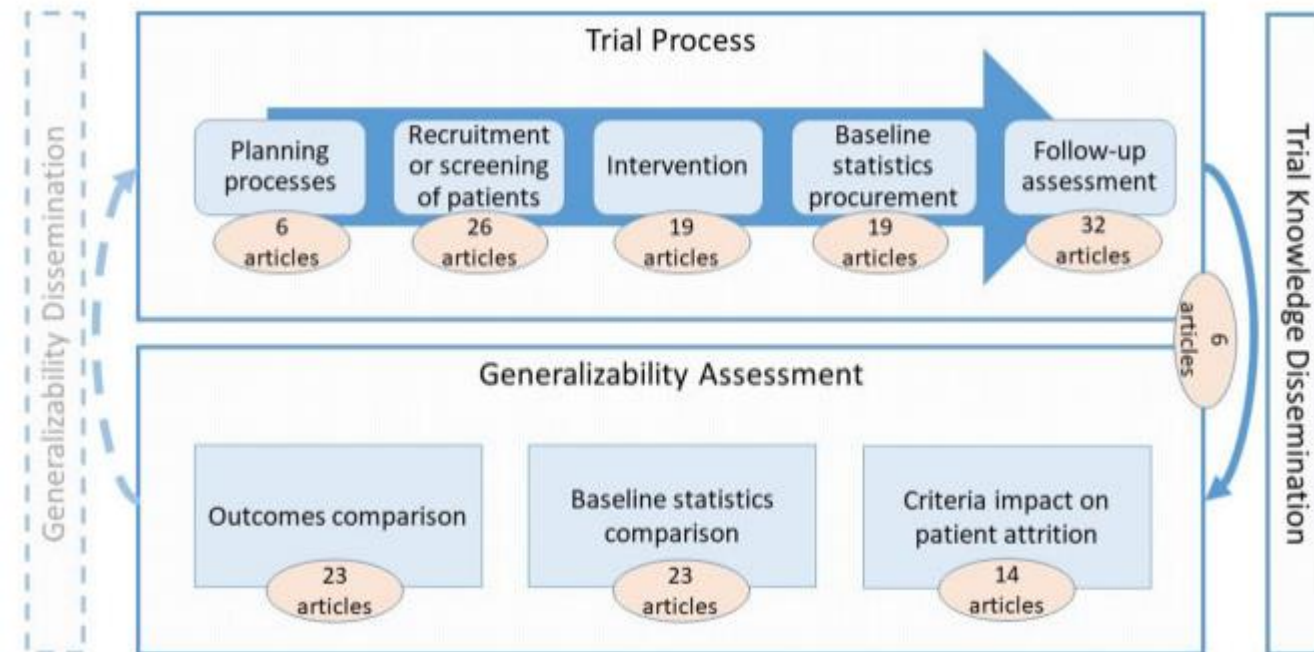 Generalizability Dissemination
Trial Process
Planning
processes
6
articles
Recruitment
or screening
of patients
26
articles
Intervention
19
articles
Baseline
statistics
procurement
19
articles
Follow-up
assessment
32
articles
6
articles
Trial Knowledge Dissemination
Generalizability Assessment
Outcomes comparison
23
articles
Baseline statistics
comparison
23
articles
Criteria impact on
patient attrition
14
articles